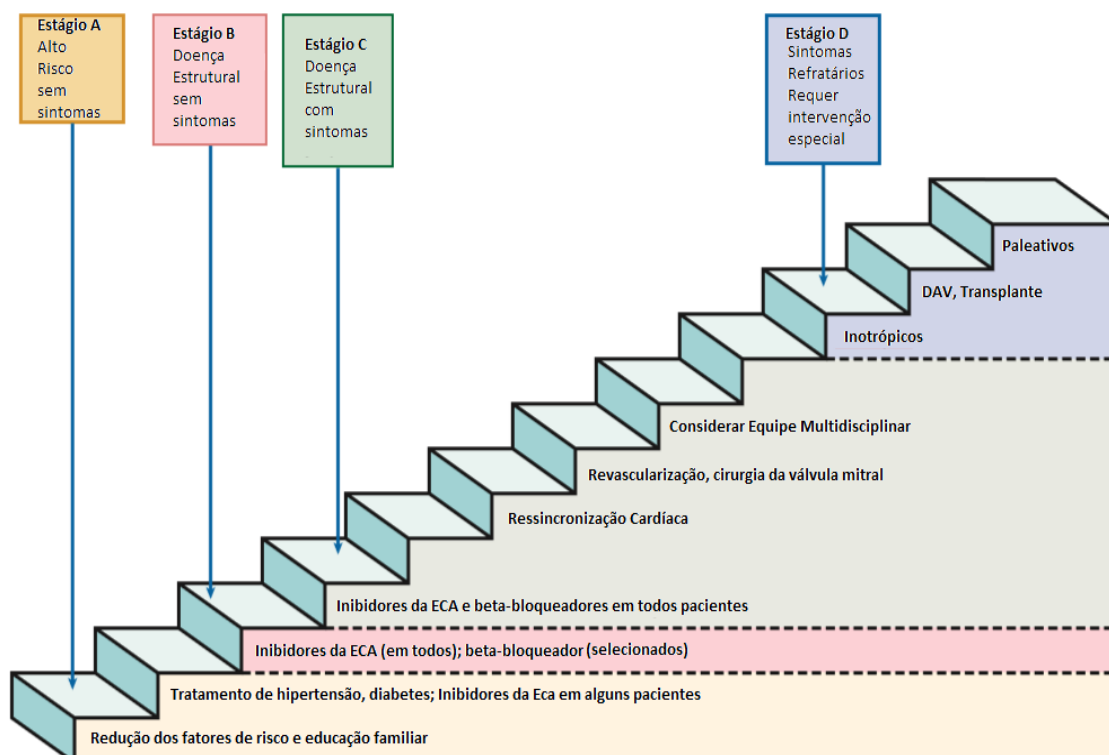 Estágio A
Alto
Risco
sem
sintomas
Estágio B
Doença
Estrutural
sem
sintomas
Estágio C
Doença
Estrutural
com
sintomas
Estágio D
Sintomas
Refratários
Requer
intervenção
especial
Paleativos
DAV, Transplante
Inotrópicos
Considerar Equipe Multidisciplinar
Revascularização, cirurgia da válvula mitral
Ressincronização Cardíaca
Inibidores da ECA e beta-bloqueadores em todos pacientes
Inibidores da ECA (em todos); beta-bloqueador (selecionados)
Tratamento de hipertensão, diabetes; Inibidores da Eca em alguns pacientes
Redução dos fatores de risco e educação familiar